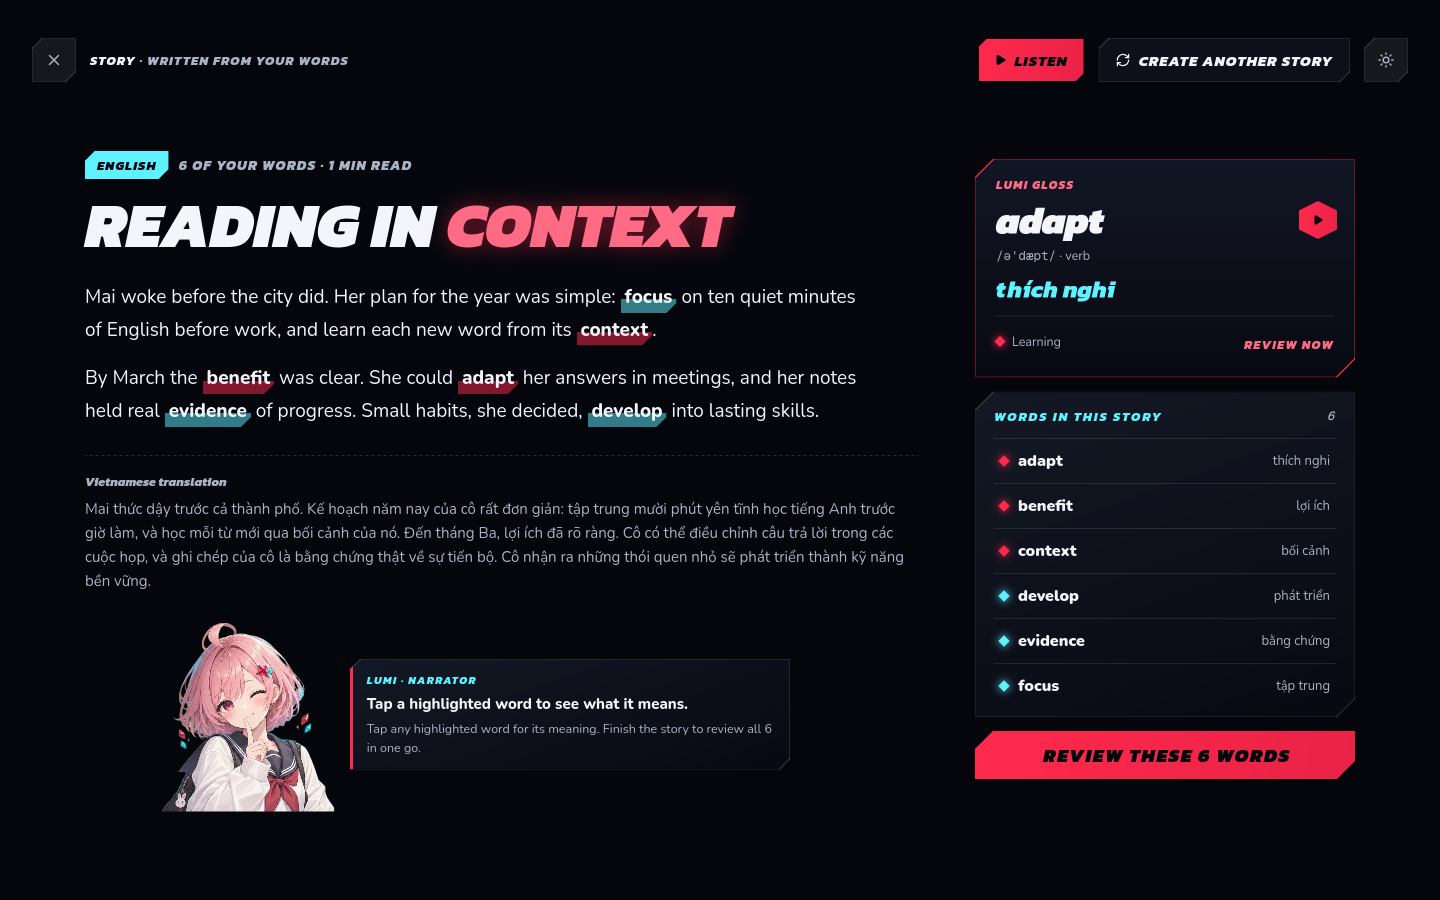 STORY · WRITTEN FROM YOUR WORDS
LISTEN
CREATE ANOTHER STORY
ENGLISH
6 OF YOUR WORDS · 1 MIN READ
READING IN CONTEXT
Mai woke before the city did. Her plan for the year was simple: focus on ten quiet minutes
of English before work, and learn each new word from its context.
By March the benefit was clear. She could adapt her answers in meetings, and her notes
held real evidence of progress. Small habits, she decided, develop into lasting skills.
Vietnamese translation
Mai thức dậy trước cả thành phố. Kế hoạch năm nay của cô rất đơn giản: tập trung mười phút yên tĩnh học tiếng Anh trước
giờ làm, và học mỗi từ mới qua bối cảnh của nó. Đến tháng Ba, lợi ích đã rõ ràng. Cô có thể điều chỉnh câu trả lời trong các
cuộc họp, và ghi chép của cô là bằng chứng thật về sự tiến bộ. Cô nhận ra những thói quen nhỏ sẽ phát triển thành kỹ năng
bền vững.
LUMI · NARRATOR
Tap a highlighted word to see what it means.
Tap any highlighted word for its meaning. Finish the story to review all 6
in one go.
LUMI GLOSS
adapt
/əˈdæpt/ · verb
thích nghi
Learning
REVIEW NOW
WORDS IN THIS STORY 6
adapt thích nghi
benefit lợi ích
context bối cảnh
develop phát triển
evidence bằng chứng
focus tập trung
REVIEW THESE 6 WORDS